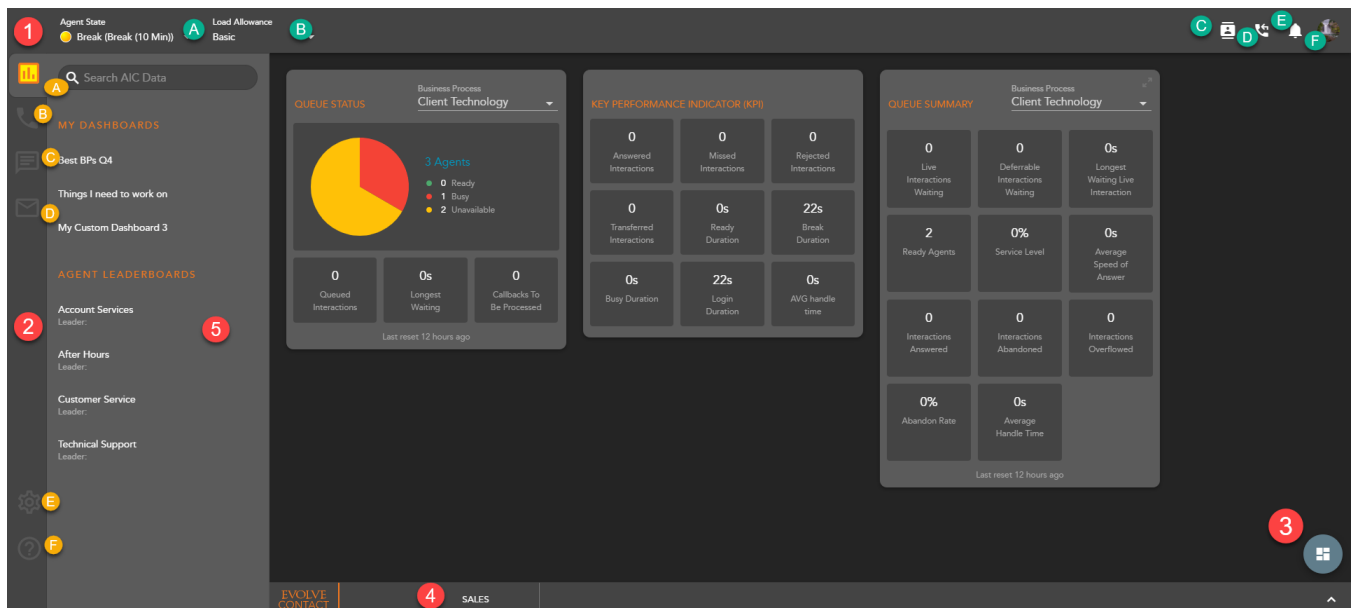 1
Agent State
Break (Break (10 Min))
A
Load Allowance
Basic
B
C
D
E
F
A
Search AIC Data
B
MY DASHBOARDS
C
Best BPs Q4
Things I need to work on
D
My Custom Dashboard 3
AGENT LEADERBOARDS
Account Services
Leader:
2
5
After Hours
Leader:
Customer Service
Leader:
Technical Support
Leader:
E
F
QUEUE STATUS
Business Process
Client Technology
3 Agents
0 Ready
1 Busy
2 Unavailable
0
Queued
Interactions
0s
Longest
Waiting
0
Callbacks To
Be Processed
Last reset 12 hours ago
KEY PERFORMANCE INDICATOR (KPI)
0
Answered
Interactions
0
Missed
Interactions
0
Rejected
Interactions
0
Transferred
Interactions
0s
Ready
Duration
22s
Break
Duration
0s
Busy Duration
22s
Login
Duration
0s
AVG handle
time
QUEUE SUMMARY
Business Process
Client Technology
0
Live
Interactions
Waiting
0
Deferrable
Interactions
Waiting
0s
Longest
Waiting Live
Interaction
2
Ready Agents
0%
Service Level
0s
Average
Speed of
Answer
0
Interactions
Answered
0
Interactions
Abandoned
0
Interactions
Overflowed
0%
Abandon Rate
0s
Average
Handle Time
Last reset 12 hours ago
3
EVOLVE
CONTACT
4
SALES